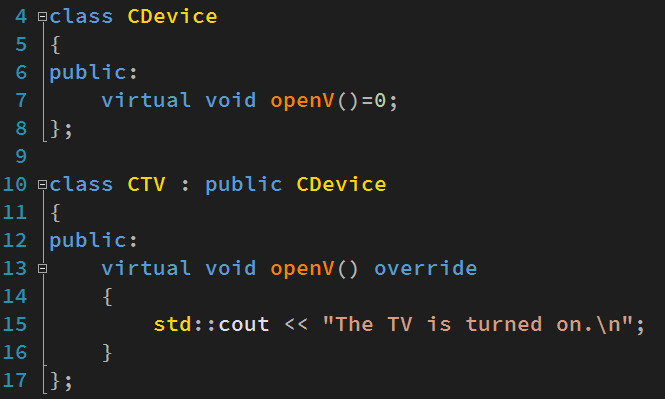 4 class CDevice
5 {
6 public:
7     virtual void openV()=0;
8 };
9
10 class CTV : public CDevice
11 {
12 public:
13     virtual void openV() override
14     {
15         std::cout << "The TV is turned on.\n";
16     }
17 };